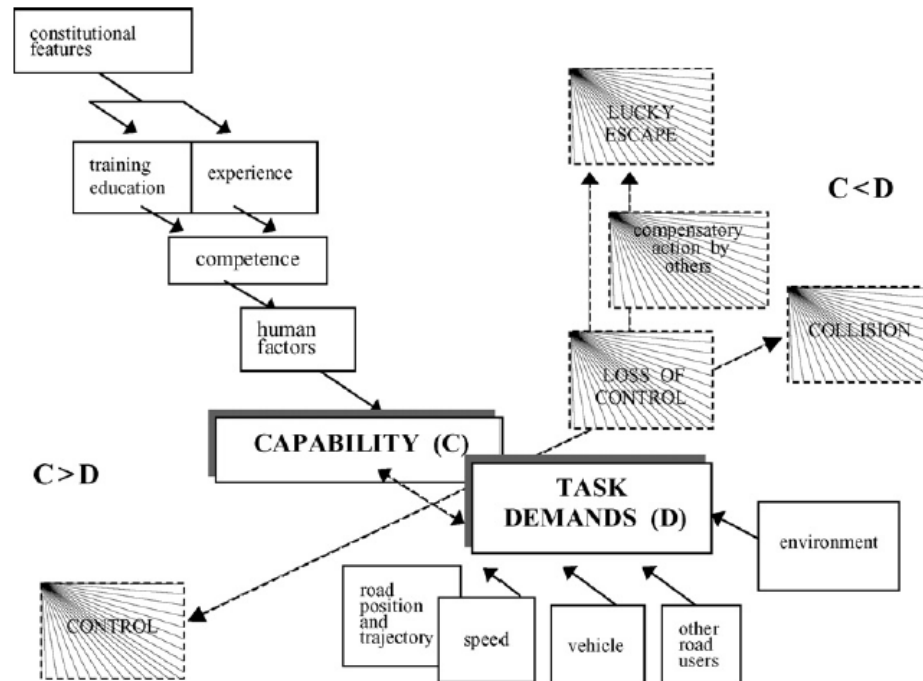 constitutional
features
training
education
experience
competence
human
factors
LUCKY
ESCAPE
C<D
compensatory
action by
others
COLLISION
LOSS OF
CONTROL
CAPABILITY (C)
C>D
TASK
DEMANDS (D)
environment
CONTROL
road
position
and
trajectory
speed
vehicle
other
road
users